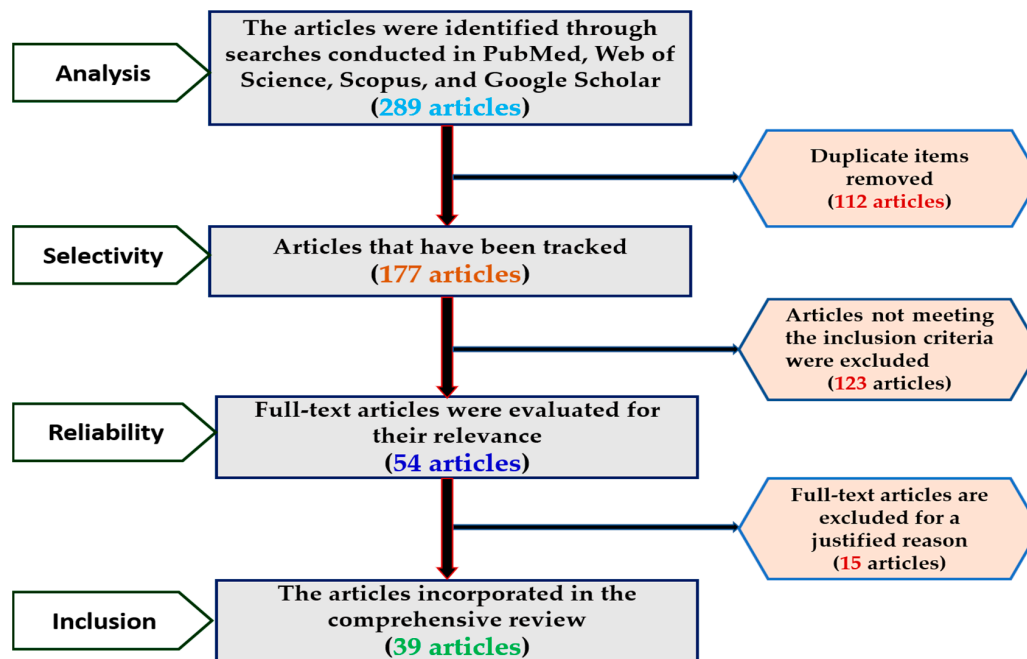 Analysis
The articles were identified through
searches conducted in PubMed, Web of
Science, Scopus, and Google Scholar
(289 articles)
Duplicate items
removed
(112 articles)
Selectivity
Articles that have been tracked
(177 articles)
Articles not meeting
the inclusion criteria
were excluded
(123 articles)
Reliability
Full-text articles were evaluated for
their relevance
(54 articles)
Full-text articles are
excluded for a
justified reason
(15 articles)
Inclusion
The articles incorporated in the
comprehensive review
(39 articles)